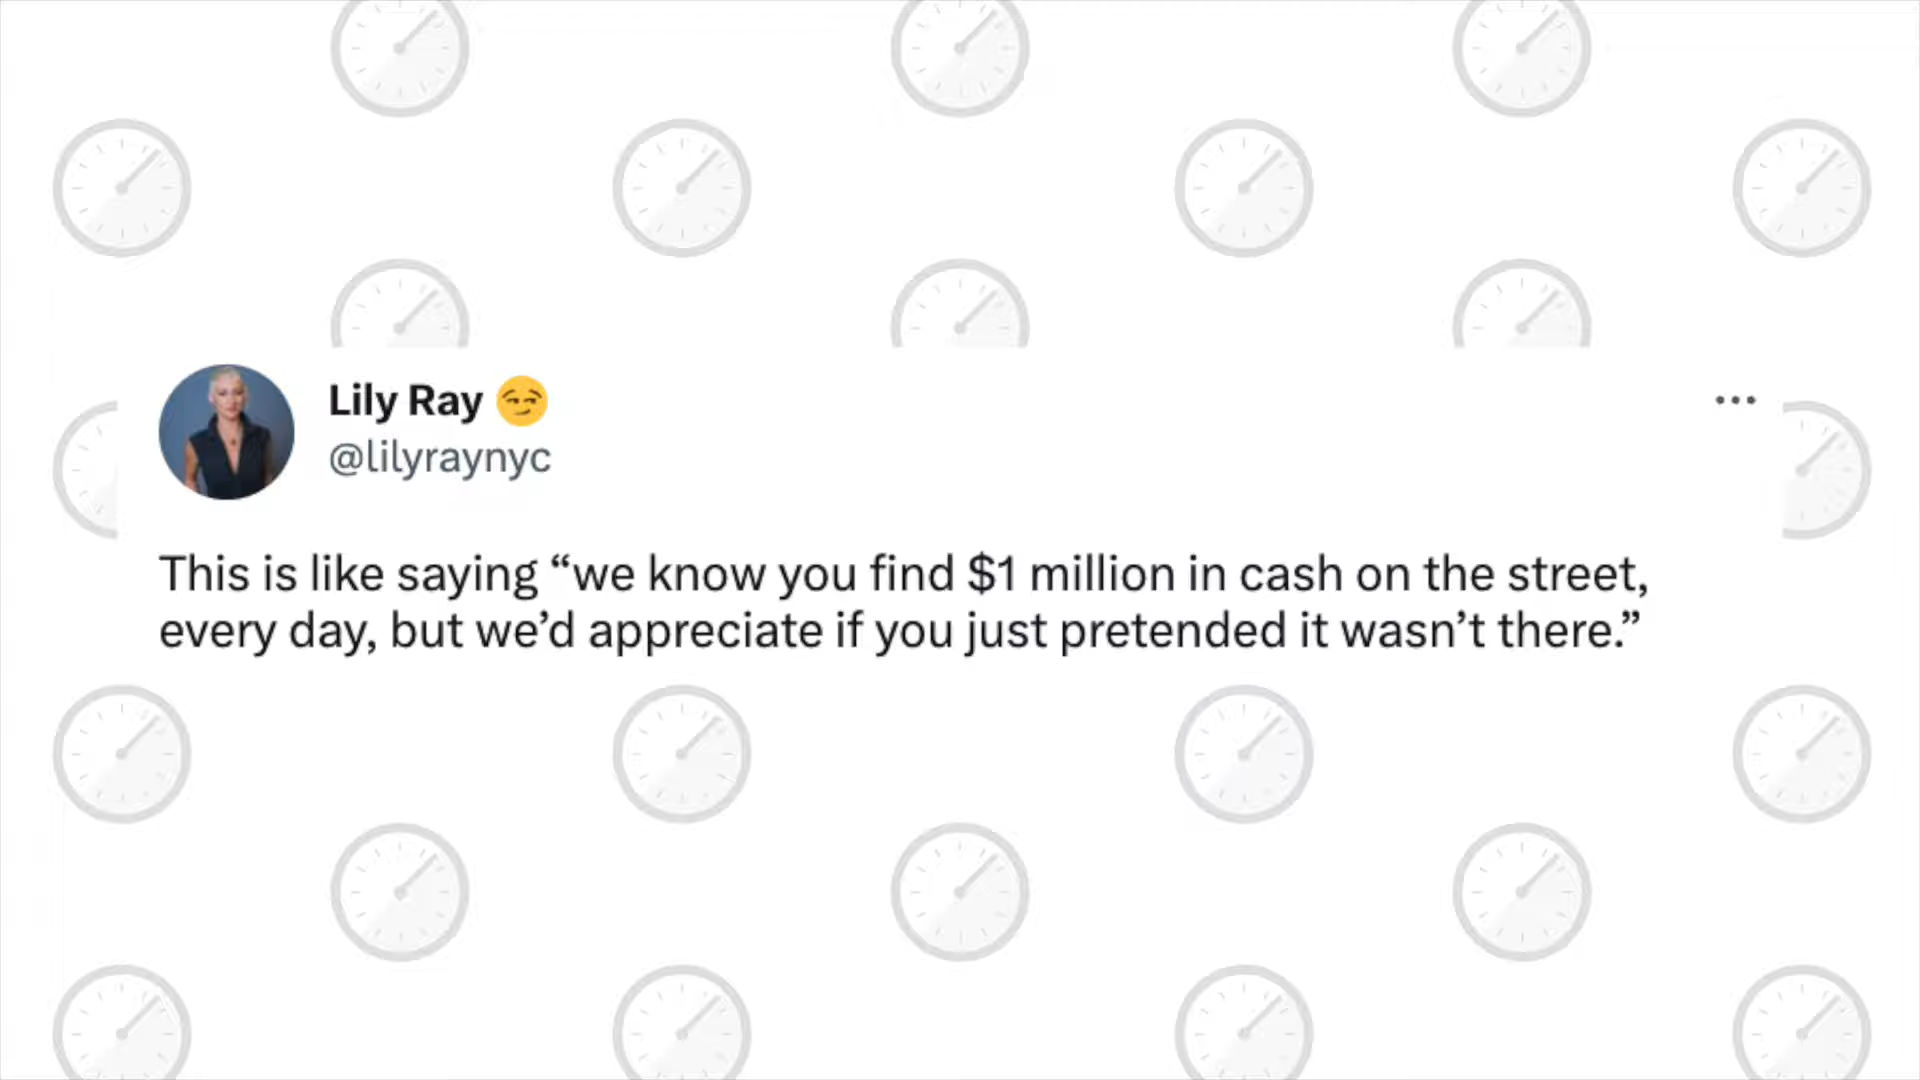 Lily Ray 😏
@lilyraynyc
This is like saying “we know you find $1 million in cash on the street,
every day, but we’d appreciate if you just pretended it wasn’t there.”